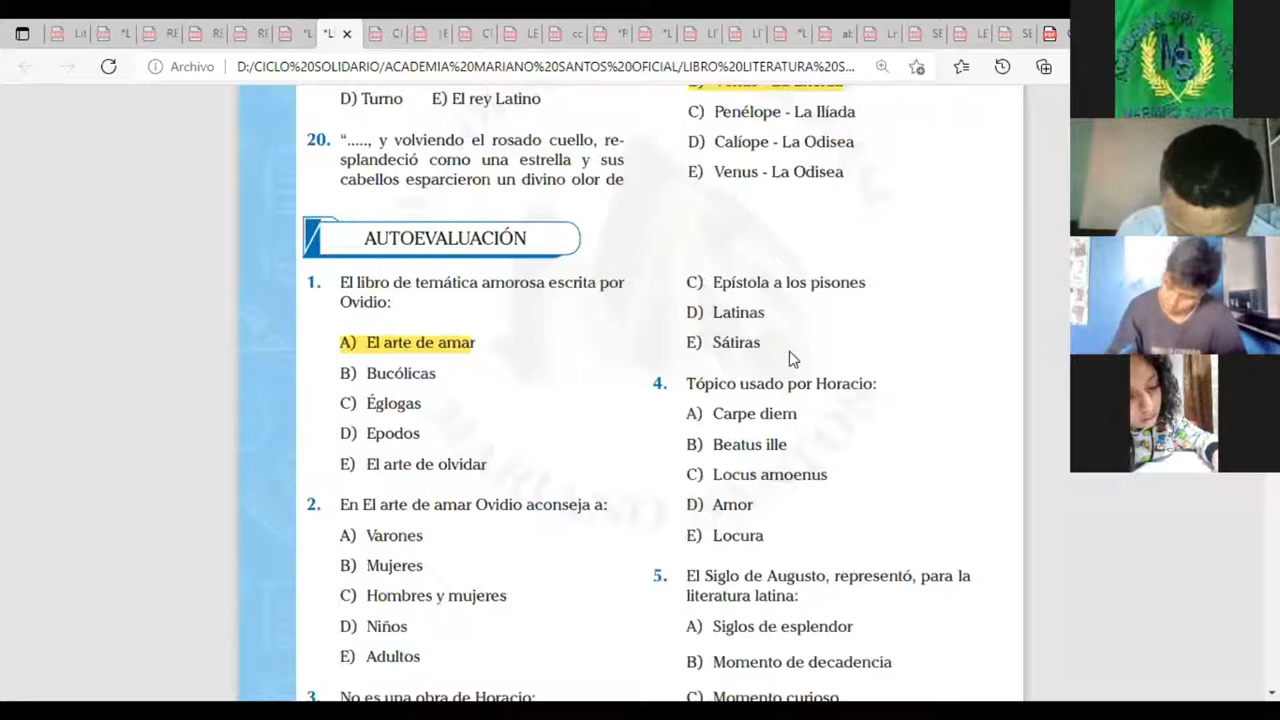 *L
Archivo
D:/CICLO%20SOLIDARIO/ACADEMIA%20MARIANO%20SANTOS%20OFICIAL/LIBRO%20LITERATURA%20S...
D) Turno E) El rey Latino
20. “....., y volviendo el rosado cuello, re-
splandeció como una estrella y sus
cabellos esparcieron un divino olor de
C) Penélope - La Ilíada
D) Calíope - La Odisea
E) Venus - La Odisea
AUTOEVALUACIÓN
1. El libro de temática amorosa escrita por
Ovidio:
A) El arte de amar
B) Bucólicas
C) Églogas
D) Epodos
E) El arte de olvidar
2. En El arte de amar Ovidio aconseja a:
A) Varones
B) Mujeres
C) Hombres y mujeres
D) Niños
E) Adultos
3. No es una obra de Horacio:
C) Epístola a los pisones
D) Latinas
E) Sátiras
4. Tópico usado por Horacio:
A) Carpe diem
B) Beatus ille
C) Locus amoenus
D) Amor
E) Locura
5. El Siglo de Augusto, representó, para la
literatura latina:
A) Siglos de esplendor
B) Momento de decadencia
C) Momento curioso